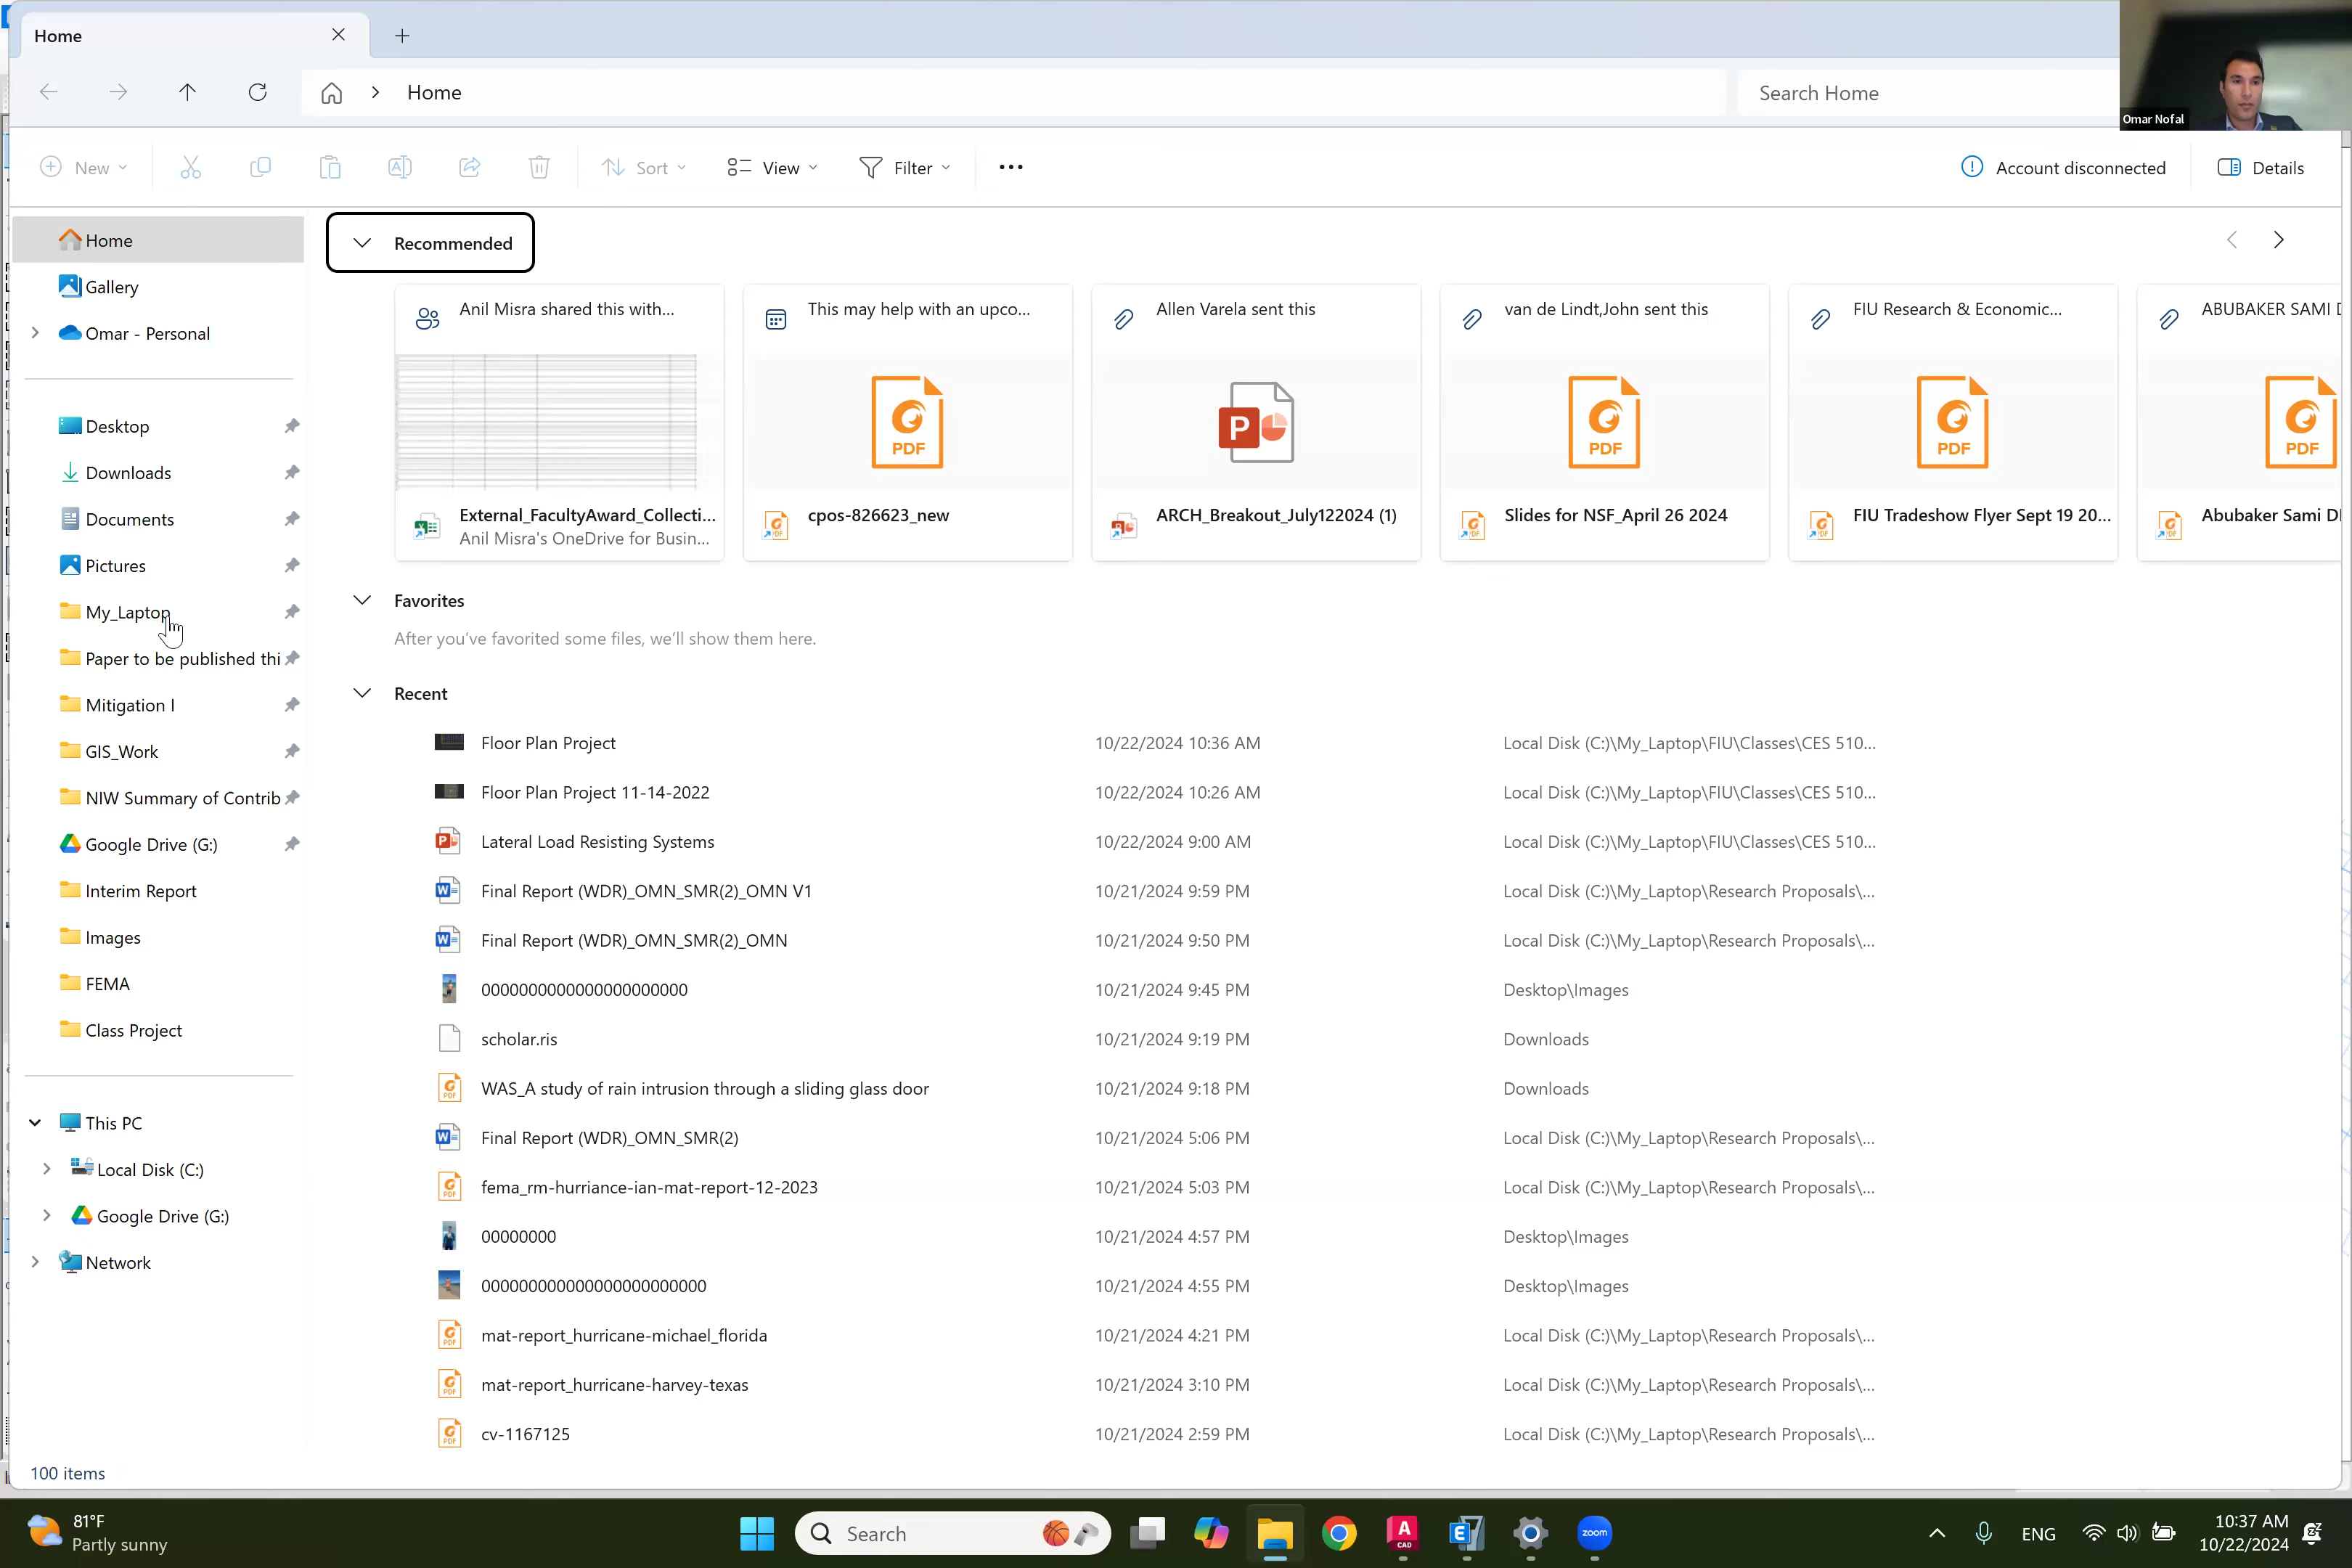 Home
Home
Search Home
Omar Nofal
New
Sort
View
Filter
Account disconnected
Details
Home
Gallery
Omar - Personal
Desktop
Downloads
Documents
Pictures
My_Laptop
Paper to be published thi
Mitigation I
GIS_Work
NIW Summary of Contrib
Google Drive (G:)
Interim Report
Images
FEMA
Class Project
This PC
Local Disk (C:)
Google Drive (G:)
Network
100 items
Recommended
Anil Misra shared this with...
External_FacultyAward_Collecti...
Anil Misra's OneDrive for Busin...
This may help with an upco...
PDF
cpos-826623_new
Allen Varela sent this
P
ARCH_Breakout_July122024 (1)
van de Lindt,John sent this
PDF
Slides for NSF_April 26 2024
FIU Research & Economic...
PDF
FIU Tradeshow Flyer Sept 19 20...
ABUBAKER SAMI
PDF
Abubaker Sami
Favorites
After you've favorited some files, we'll show them here.
Recent
Floor Plan Project 10/22/2024 10:36 AM Local Disk (C:)\My_Laptop\FIU\Classes\CES 510...
Floor Plan Project 11-14-2022 10/22/2024 10:26 AM Local Disk (C:)\My_Laptop\FIU\Classes\CES 510...
Lateral Load Resisting Systems 10/22/2024 9:00 AM Local Disk (C:)\My_Laptop\FIU\Classes\CES 510...
Final Report (WDR)_OMN_SMR(2)_OMN V1 10/21/2024 9:59 PM Local Disk (C:)\My_Laptop\Research Proposals\...
Final Report (WDR)_OMN_SMR(2)_OMN 10/21/2024 9:50 PM Local Disk (C:)\My_Laptop\Research Proposals\...
0000000000000000000000 10/21/2024 9:45 PM Desktop\Images
scholar.ris 10/21/2024 9:19 PM Downloads
WAS_A study of rain intrusion through a sliding glass door 10/21/2024 9:18 PM Downloads
Final Report (WDR)_OMN_SMR(2) 10/21/2024 5:06 PM Local Disk (C:)\My_Laptop\Research Proposals\...
fema_rm-hurriance-ian-mat-report-12-2023 10/21/2024 5:03 PM Local Disk (C:)\My_Laptop\Research Proposals\...
00000000 10/21/2024 4:57 PM Desktop\Images
000000000000000000000000 10/21/2024 4:55 PM Desktop\Images
mat-report_hurricane-michael_florida 10/21/2024 4:21 PM Local Disk (C:)\My_Laptop\Research Proposals\...
mat-report_hurricane-harvey-texas 10/21/2024 3:10 PM Local Disk (C:)\My_Laptop\Research Proposals\...
cv-1167125 10/21/2024 2:59 PM Local Disk (C:)\My_Laptop\Research Proposals\...
81°F
Partly sunny
Search
A
CAD
E
zoom
ENG
10:37 AM
10/22/2024